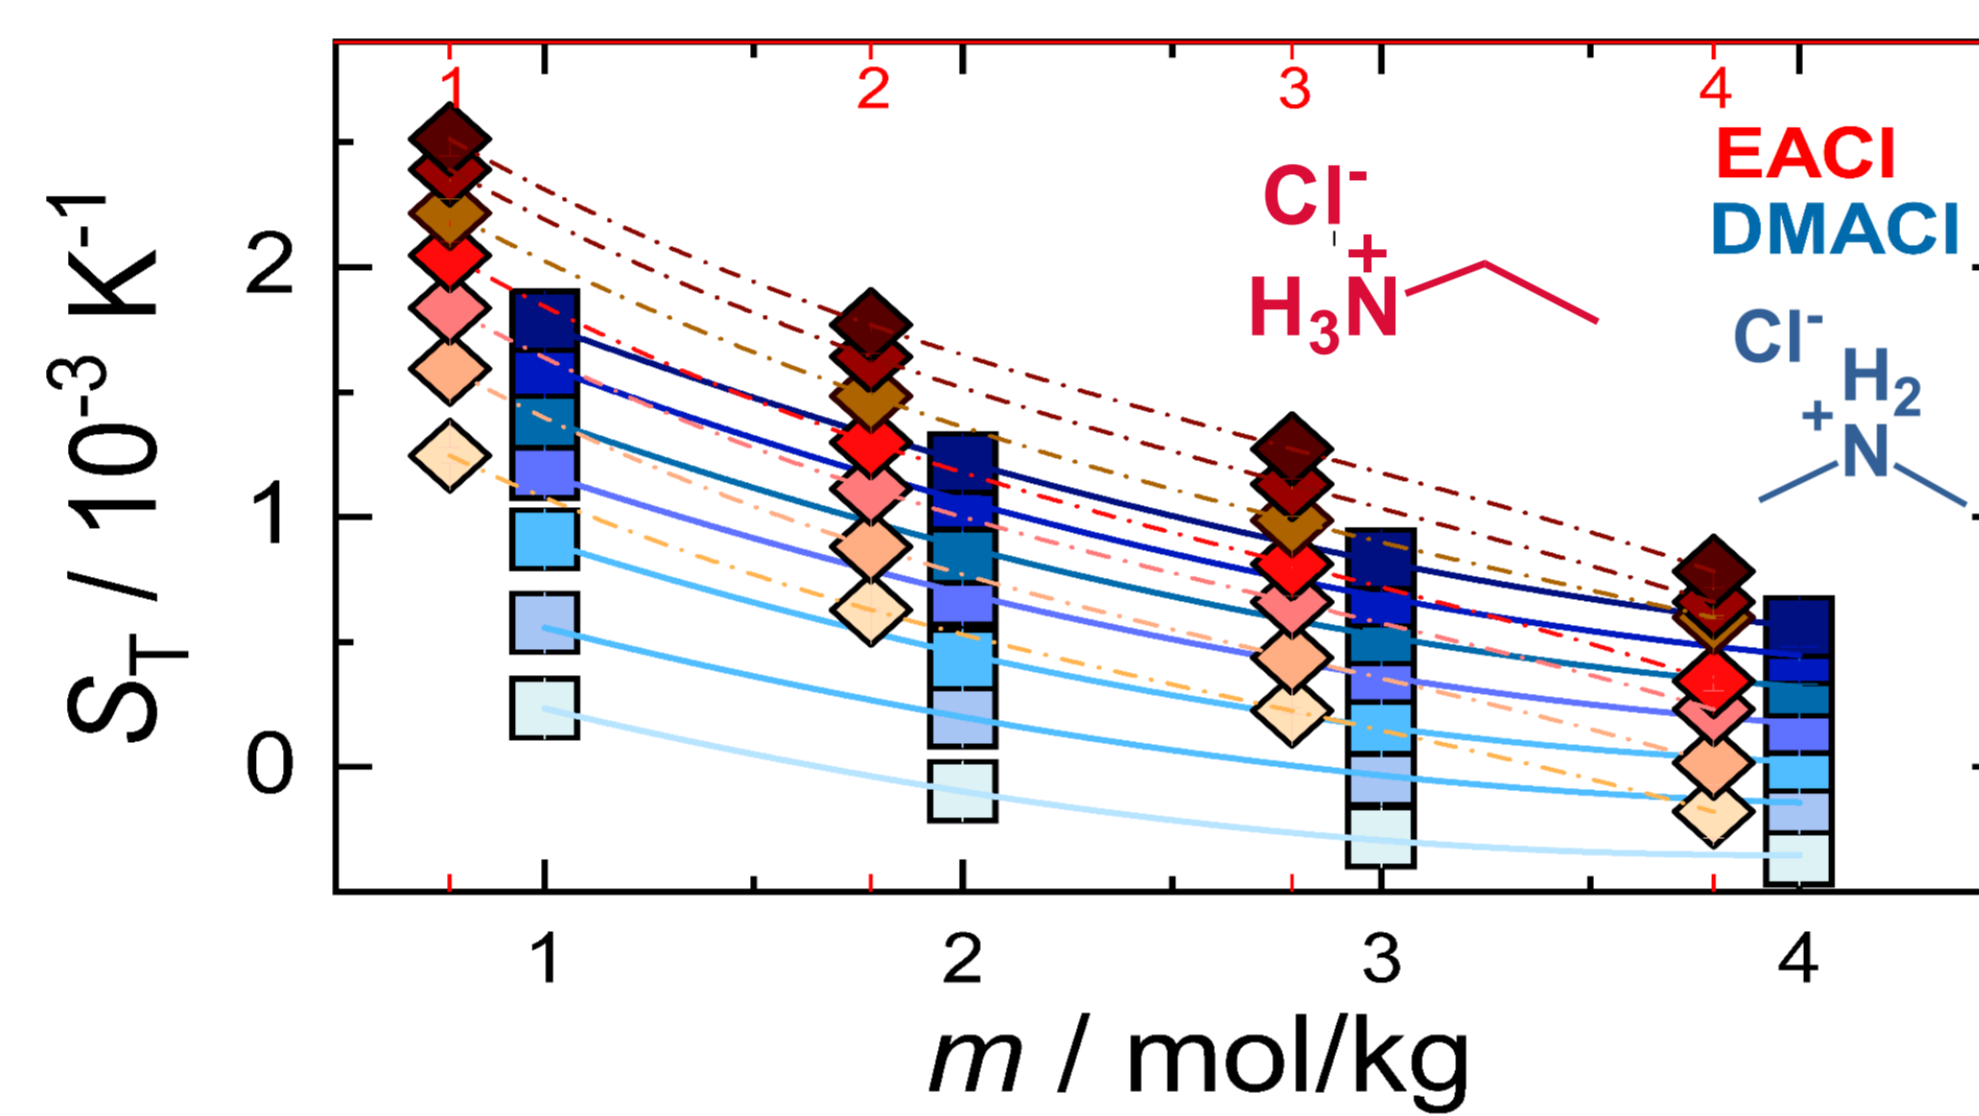 1 2 3 4
EACl
DMACl
Cl-
+
H3N
Cl-
H2
+
N
2
1
0
ST / 10-3 K-1
1 2 3 4
m / mol/kg